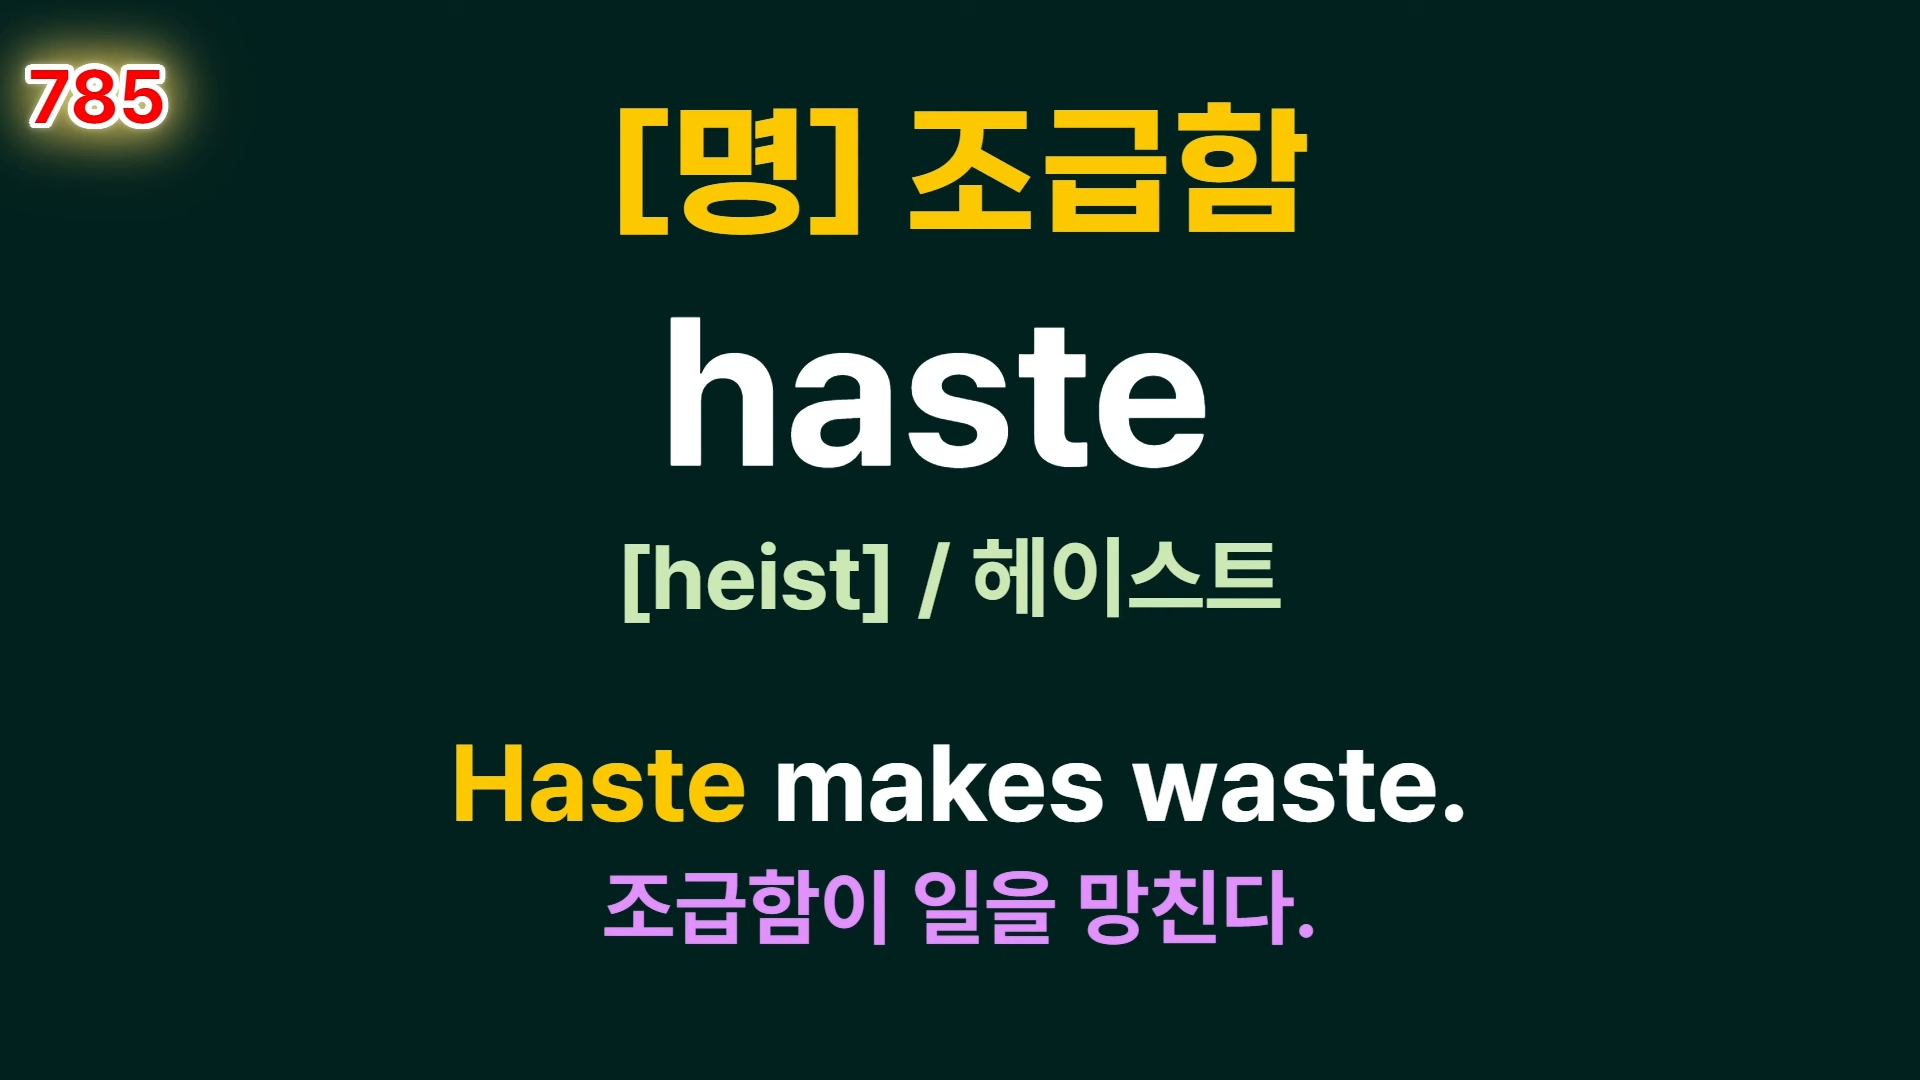 785
[명] 조급함
haste
[heist] / 헤이스트
Haste makes waste.
조급함이 일을 망친다.